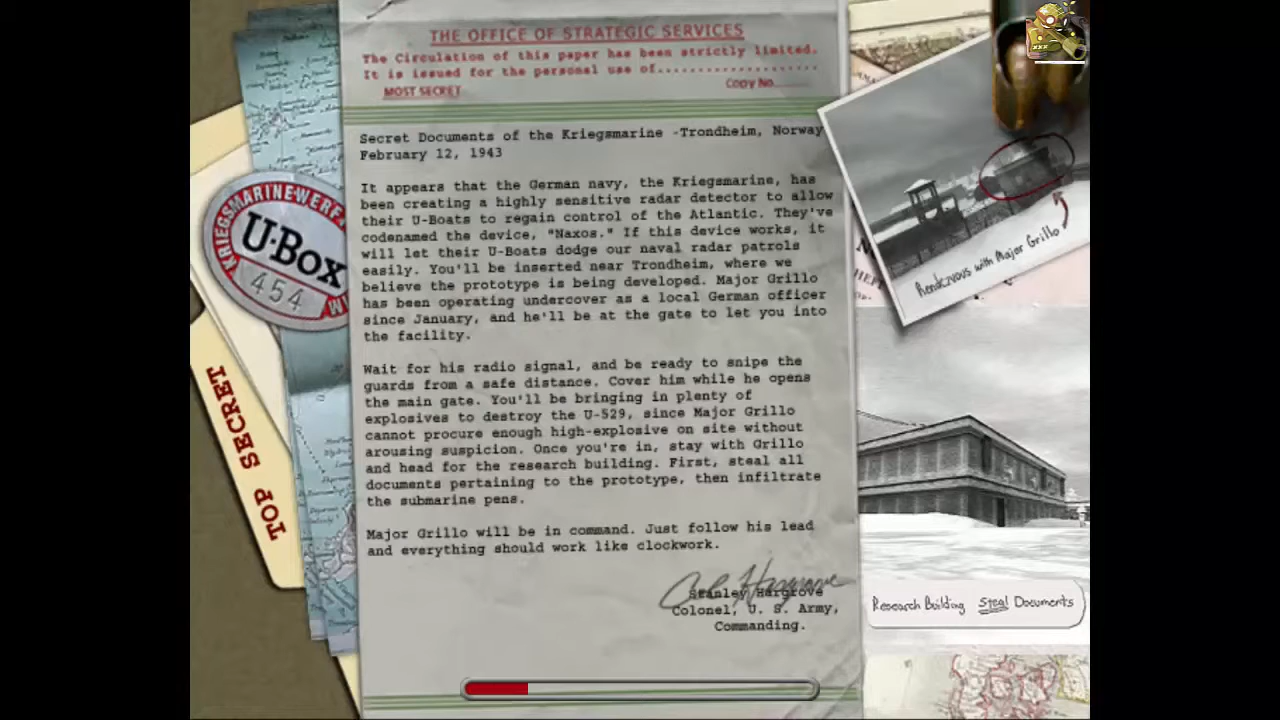 THE OFFICE OF STRATEGIC SERVICES
The Circulation of this paper has been strictly limited.
It is issued for the personal use of....................
MOST SECRET
Copy No.......
Secret Documents of the Kriegsmarine -Trondheim, Norway
February 12, 1943
It appears that the German navy, the Kriegsmarine, has
been creating a highly sensitive radar detector to allow
their U-Boats to regain control of the Atlantic. They've
codenamed the device, "Naxos." If this device works, it
will let their U-Boats dodge our naval radar patrols
easily. You'll be inserted near Trondheim, where we
believe the prototype is being developed. Major Grillo
has been operating undercover as a local German officer
since January, and he'll be at the gate to let you into
the facility.
Wait for his radio signal, and be ready to snipe the
guards from a safe distance. Cover him while he opens
the main gate. You'll be bringing in plenty of
explosives to destroy the U-529, since Major Grillo
cannot procure enough high-explosive on site without
arousing suspicion. Once you're in, stay with Grillo
and head for the research building. First, steal all
documents pertaining to the prototype, then infiltrate
the submarine pens.
Major Grillo will be in command. Just follow his lead
and everything should work like clockwork.
Stanley Hargrove
Colonel, U. S. Army,
Commanding.
KRIEGSMARINE-WERFA
U-Box
454
TOP SECRET
Rendezvous with Major Grillo
Research Building Steal Documents